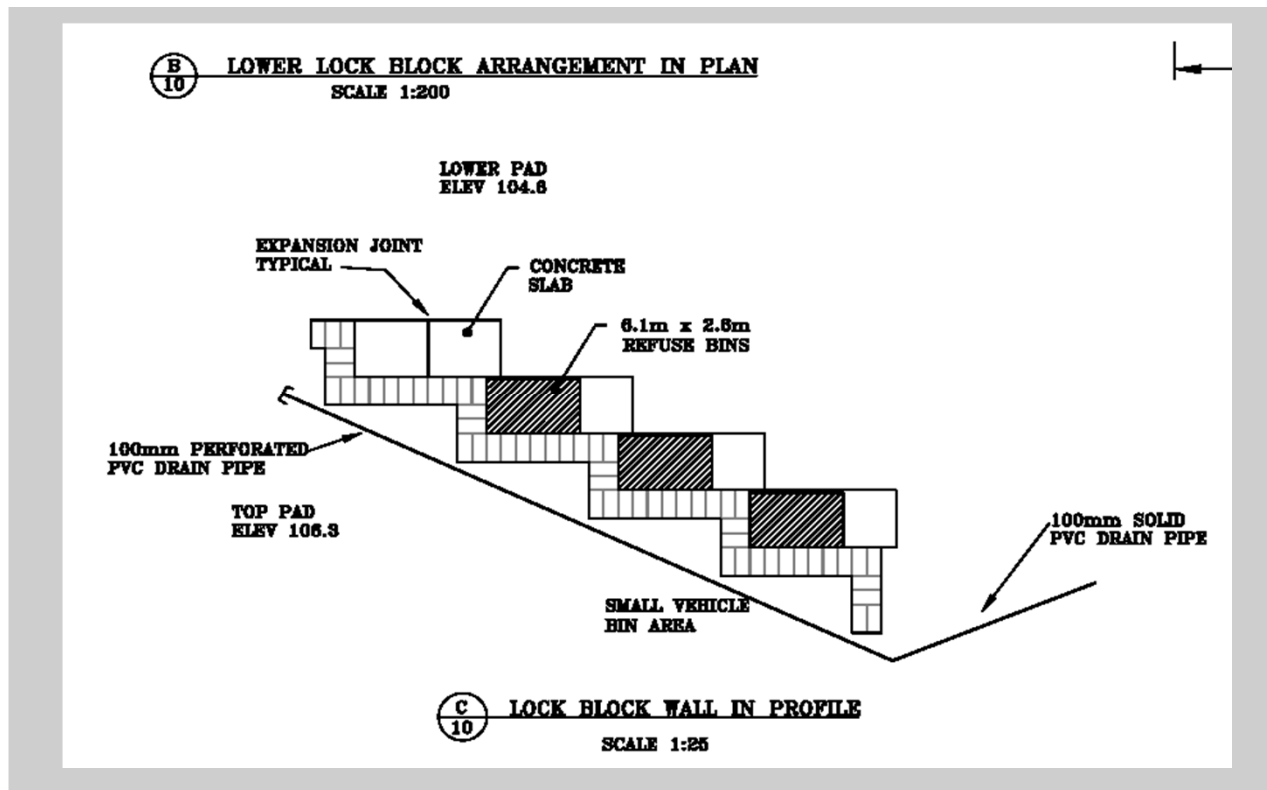 B
10
LOWER LOCK BLOCK ARRANGEMENT IN PLAN
SCALE 1:200
LOWER PAD
ELEV 104.8
EXPANSION JOINT
TYPICAL
CONCRETE
SLAB
6.1m x 2.6m
REFUSE BINS
100mm PERFORATED
PVC DRAIN PIPE
TOP PAD
ELEV 106.3
100mm SOLID
PVC DRAIN PIPE
SMALL VEHICLE
BIN AREA
C
10
LOCK BLOCK WALL IN PROFILE
SCALE 1:25